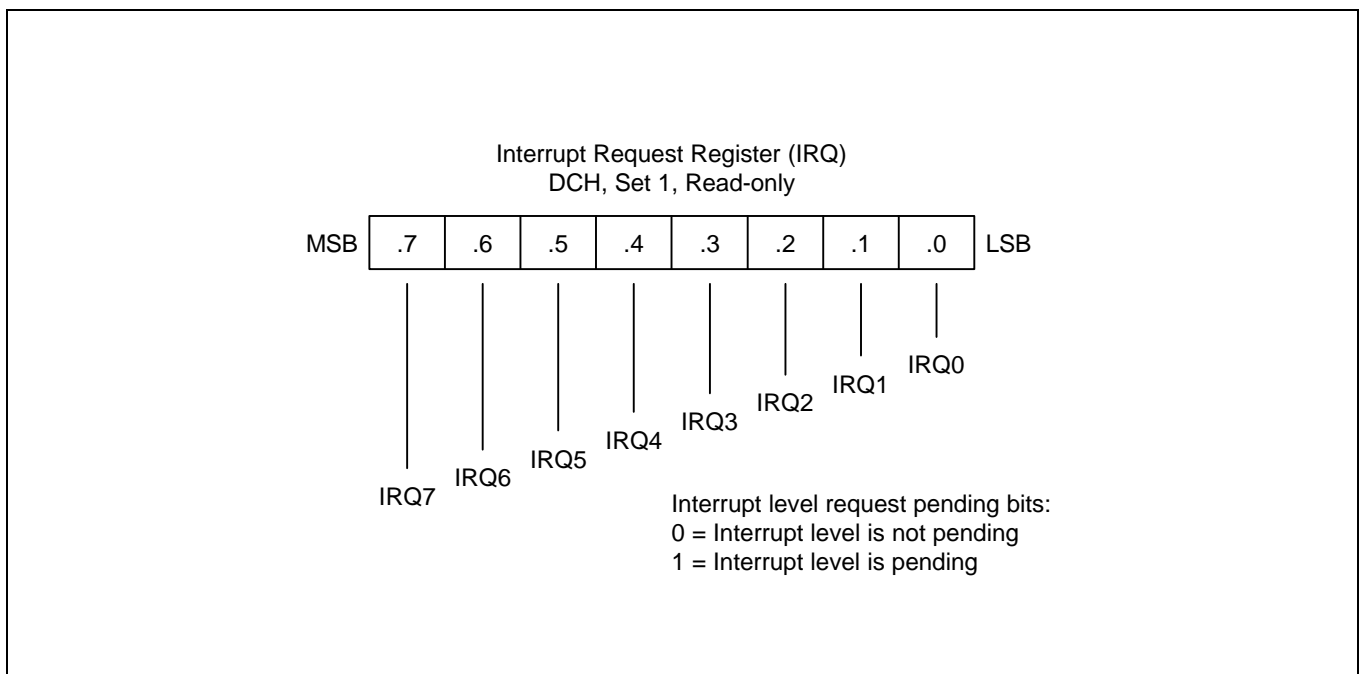 Interrupt Request Register (IRQ)
DCH, Set 1, Read-only
MSB .7 .6 .5 .4 .3 .2 .1 .0 LSB
IRQ0
IRQ1
IRQ2
IRQ3
IRQ4
IRQ5
IRQ6
IRQ7
Interrupt level request pending bits:
0 = Interrupt level is not pending
1 = Interrupt level is pending